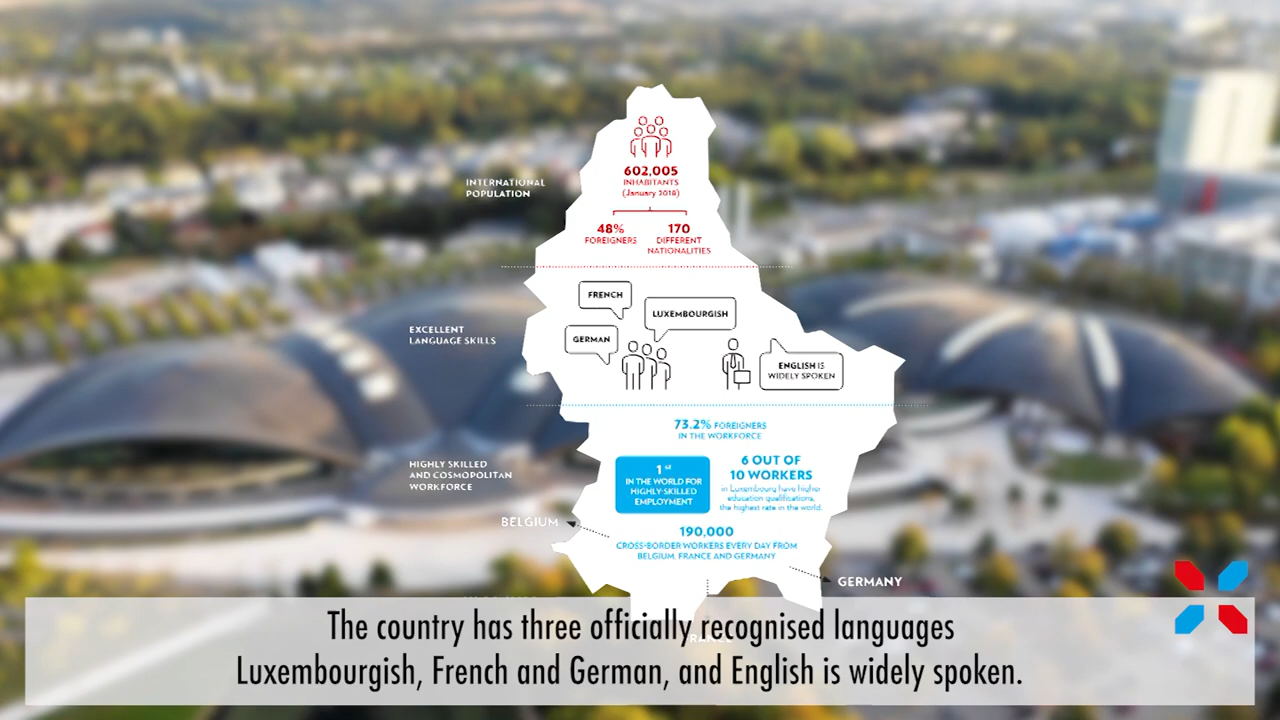 602,005
INHABITANTS
(January 2018)
INTERNATIONAL
POPULATION
48%
FOREIGNERS
170
DIFFERENT
NATIONALITIES
FRENCH
LUXEMBOURGISH
GERMAN
EXCELLENT
LANGUAGE SKILLS
ENGLISH IS
WIDELY SPOKEN
73.2% FOREIGNERS
IN THE WORKFORCE
HIGHLY SKILLED
AND COSMOPOLITAN
WORKFORCE
1st
IN THE WORLD FOR
HIGHLY-SKILLED
EMPLOYMENT
6 OUT OF
10 WORKERS
in Luxembourg have higher
education qualifications,
the highest rate in the world.
BELGIUM
190,000
CROSS-BORDER WORKERS EVERY DAY FROM
BELGIUM, FRANCE AND GERMANY
GERMANY
The country has three officially recognised languages
Luxembourgish, French and German, and English is widely spoken.